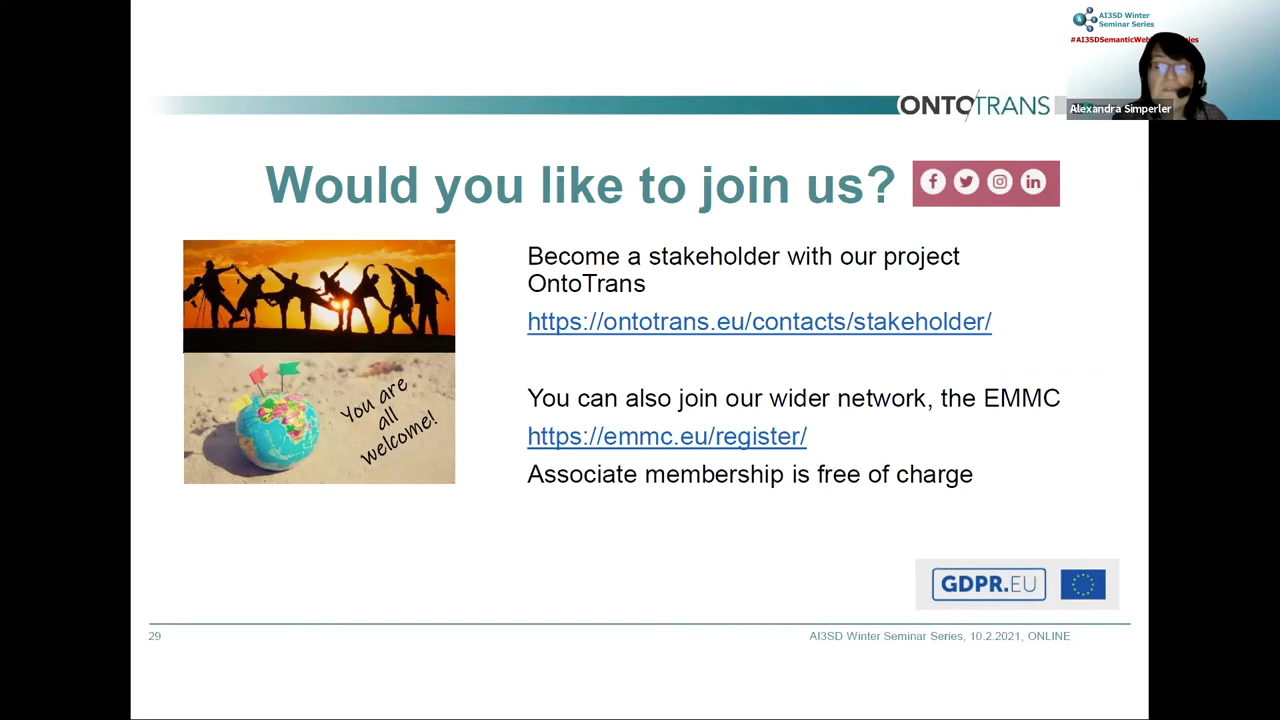 AI3SD Winter
Seminar Series
#AI3SDSemanticWeb
Alexandra Simperler
ONTOTRANS
Would you like to join us?
Become a stakeholder with our project
OntoTrans
https://ontotrans.eu/contacts/stakeholder/
You are
all
welcome!
You can also join our wider network, the EMMC
https://emmc.eu/register/
Associate membership is free of charge
GDPR.EU
29
AI3SD Winter Seminar Series, 10.2.2021, ONLINE